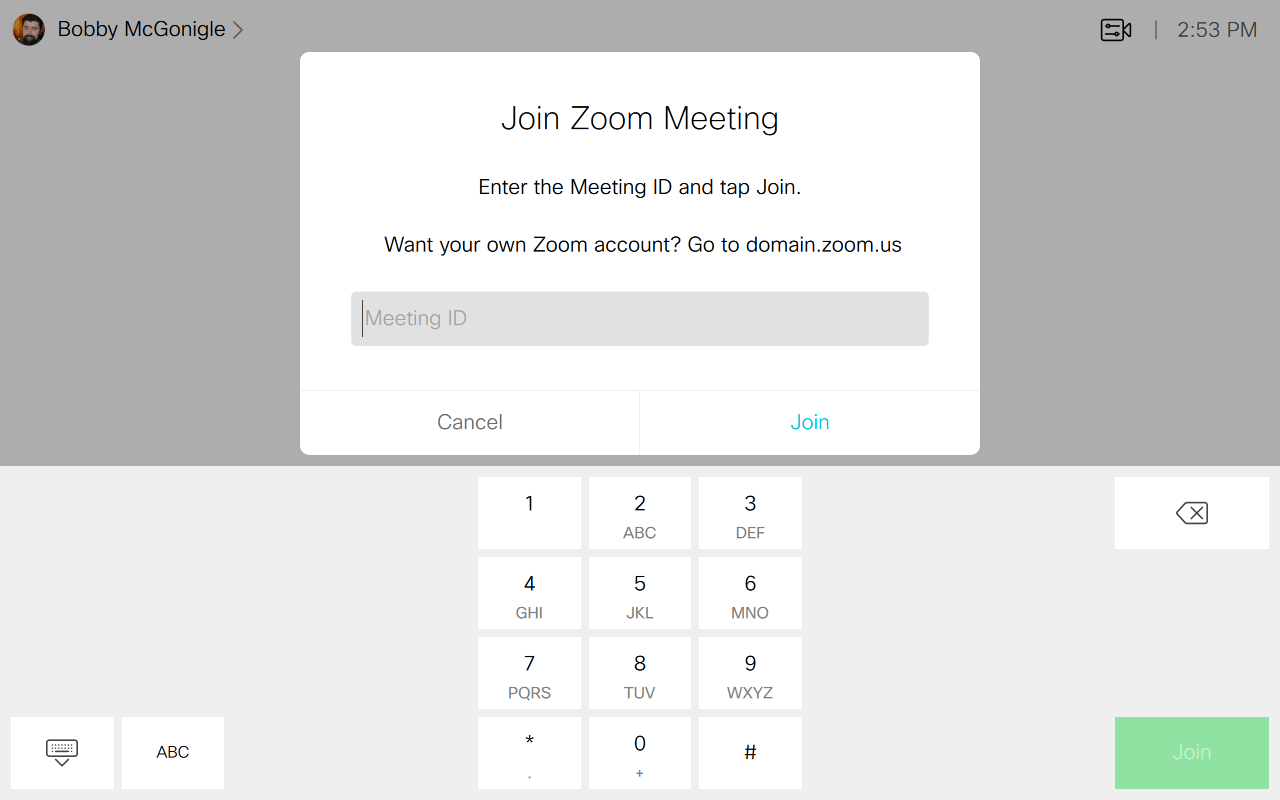 Bobby McGonigle
| 2:53 PM
Join Zoom Meeting
Enter the Meeting ID and tap Join.
Want your own Zoom account? Go to domain.zoom.us
Meeting ID
Cancel
Join
1
2
3
ABC
DEF
4
5
6
GHI
JKL
MNO
7
8
9
PQRS
TUV
WXYZ
ABC
*
0
#
.
+
Join